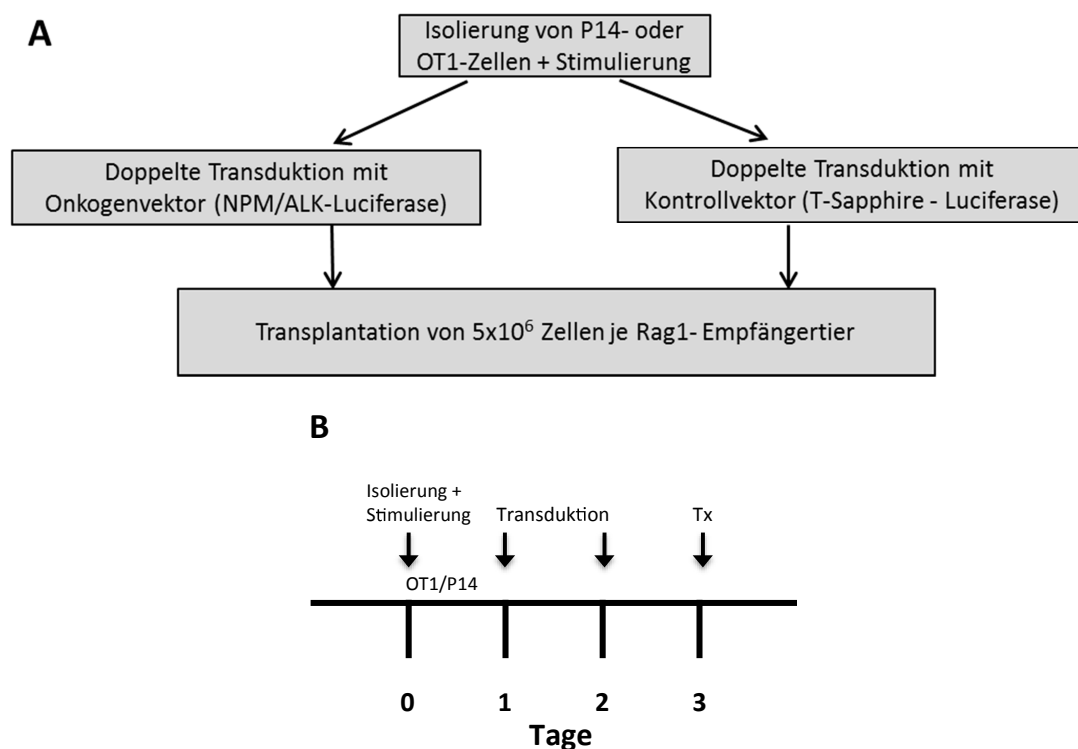 A
Isolierung von P14- oder
OT1-Zellen + Stimulierung
Doppelte Transduktion mit
Onkogenvektor (NPM/ALK-Luciferase)
Doppelte Transduktion mit
Kontrollvektor (T-Sapphire - Luciferase)
Transplantation von 5x10⁶ Zellen je Rag1- Empfängertier
B
Isolierung +
Stimulierung
Transduktion
Tx
OT1/P14
0 1 2 3
Tage